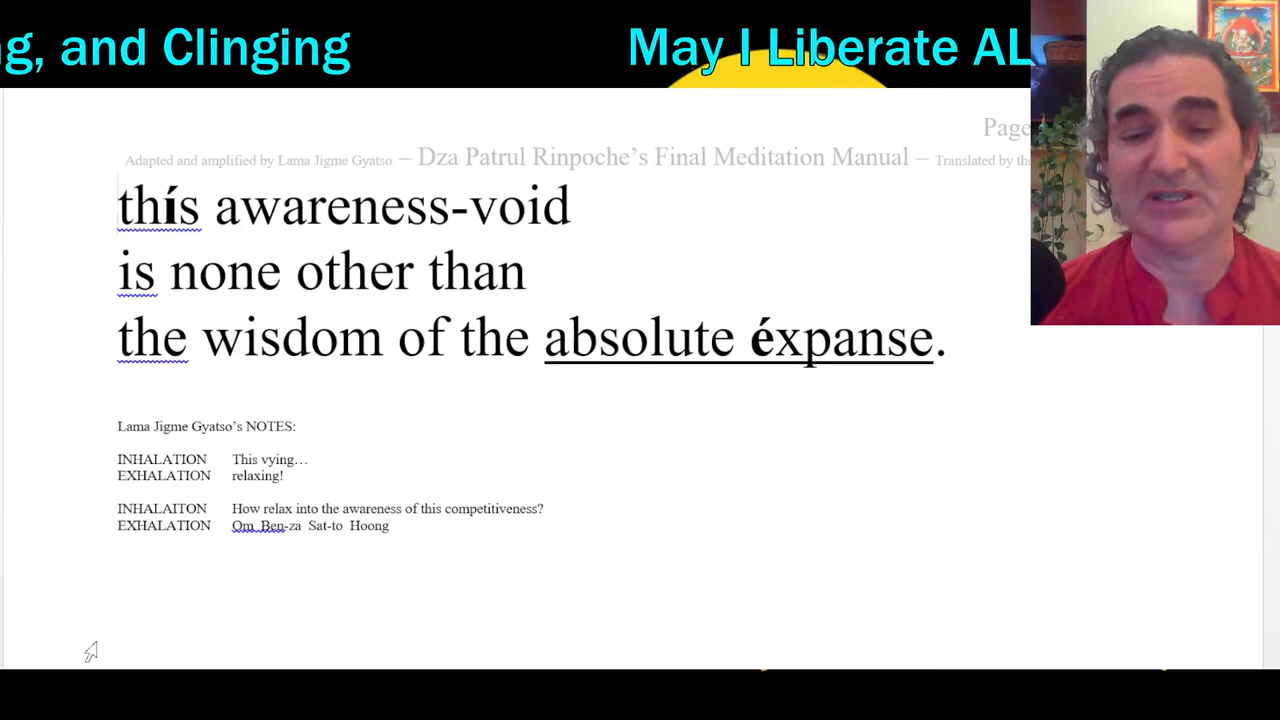 g, and Clinging May I Liberate AL
Page
Adapted and amplified by Lama Jigme Gyatso – Dza Patrul Rinpoche’s Final Meditation Manual – Translated by the
thís awareness-void
is none other than
the wisdom of the absolute éxpanse.
Lama Jigme Gyatso’s NOTES:
INHALATION This vying…
EXHALATION relaxing!
INHALAITON How relax into the awareness of this competitiveness?
EXHALATION Om Ben-za Sat-to Hoong